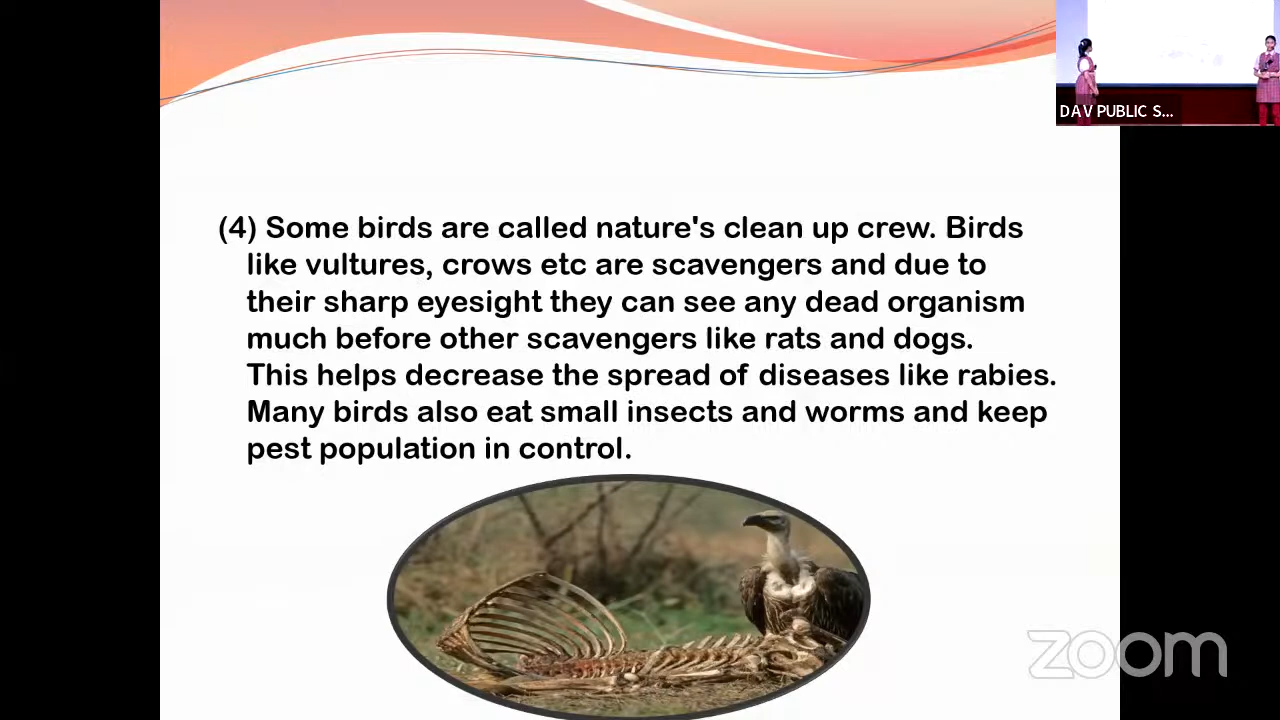 DAV PUBLIC S...
(4) Some birds are called nature's clean up crew. Birds
like vultures, crows etc are scavengers and due to
their sharp eyesight they can see any dead organism
much before other scavengers like rats and dogs.
This helps decrease the spread of diseases like rabies.
Many birds also eat small insects and worms and keep
pest population in control.
zoom